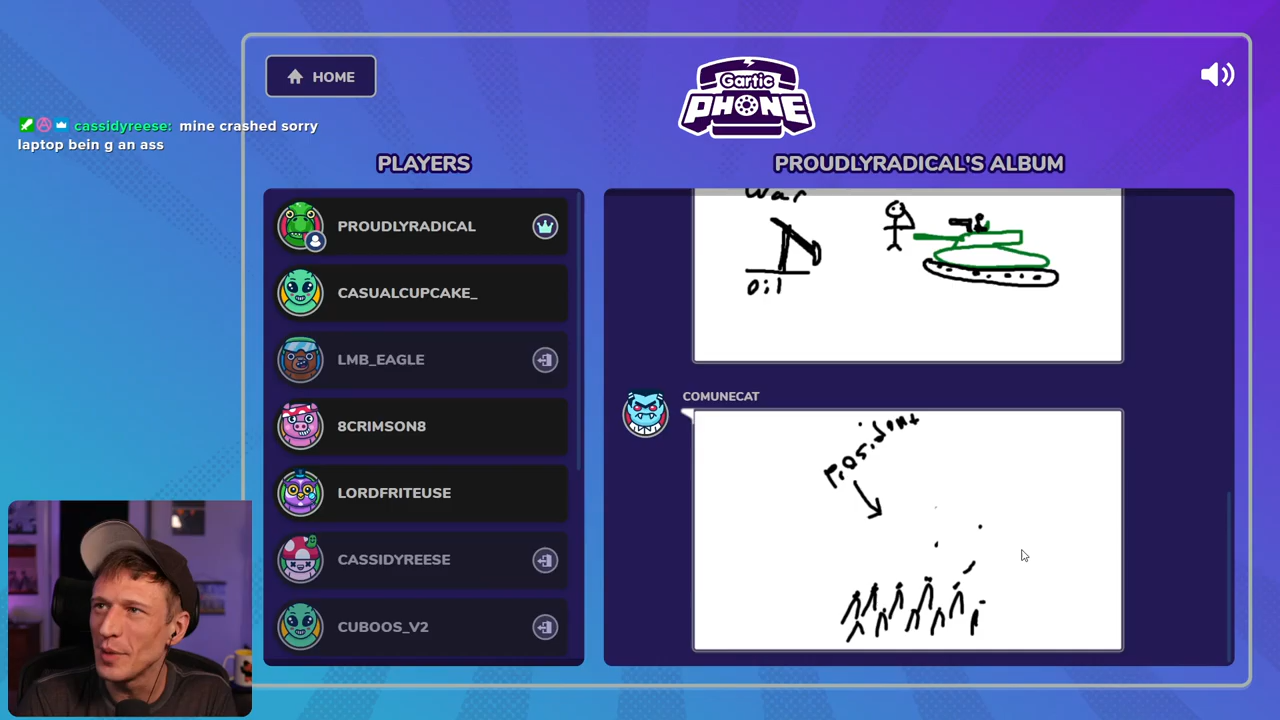 HOME
Gartic
PHONE
cassidyreese: mine crashed sorry
laptop bein g an ass
PLAYERS
PROUDLYRADICAL
CASUALCUPCAKE_
LMB_EAGLE
8CRIMSON8
LORDFRITEUSE
CASSIDYREESE
CUBOOS_V2
PROUDLYRADICAL'S ALBUM
War
oil
COMUNECAT